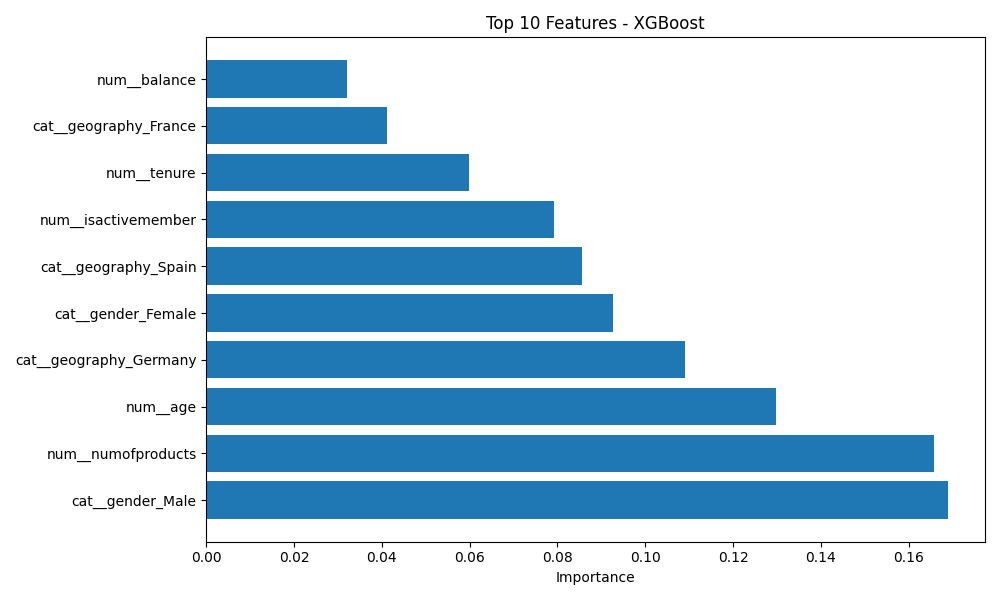 Top 10 Features - XGBoost
num__balance
cat__geography_France
num__tenure
num__isactivemember
cat__geography_Spain
cat__gender_Female
cat__geography_Germany
num__age
num__numofproducts
cat__gender_Male
0.00 0.02 0.04 0.06 0.08 0.10 0.12 0.14 0.16
Importance